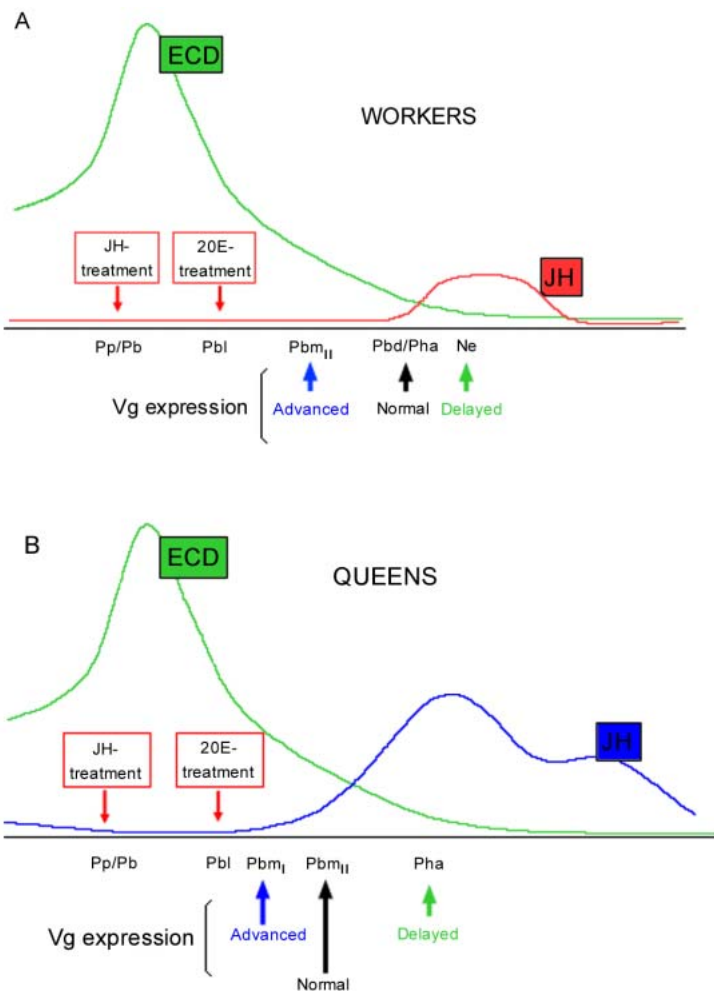 A
ECD
WORKERS
JH-
treatment
20E-
treatment
JH
Pp/Pb Pbl PbmII Pbd/Pha Ne
Vg expression Advanced Normal Delayed
B
ECD
QUEENS
JH-
treatment
20E-
treatment
JH
Pp/Pb Pbl PbmI PbmII Pha
Vg expression Advanced Delayed
Normal